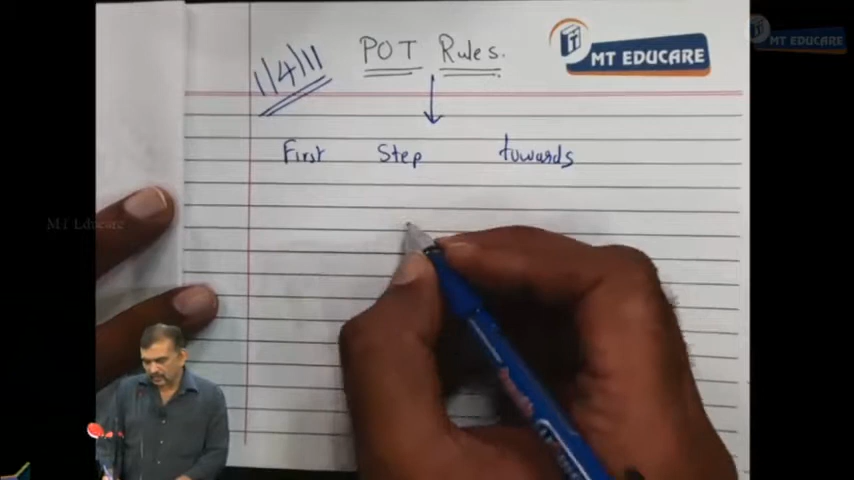 POT Rules.
MT EDUCARE
MT EDUCARE
1/4/11
First Step towards
MT Educare